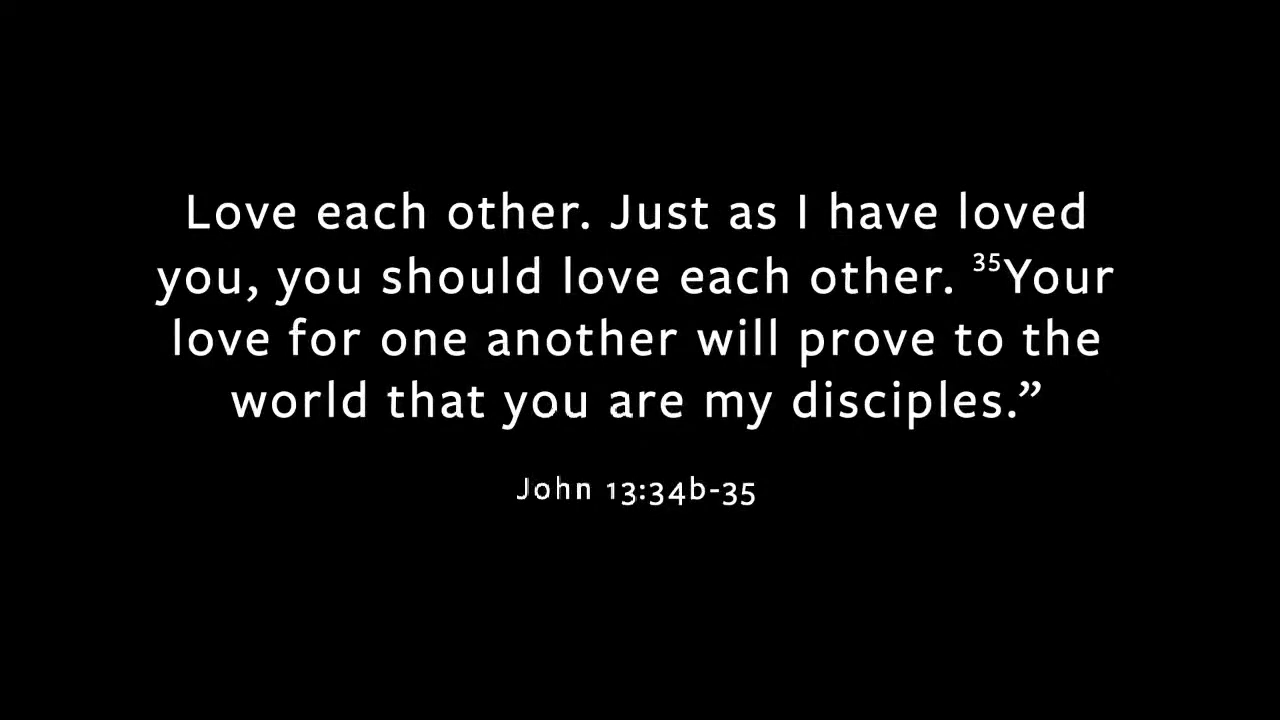 Love each other. Just as I have loved
you, you should love each other. ³⁵Your
love for one another will prove to the
world that you are my disciples.”
John 13:34b-35